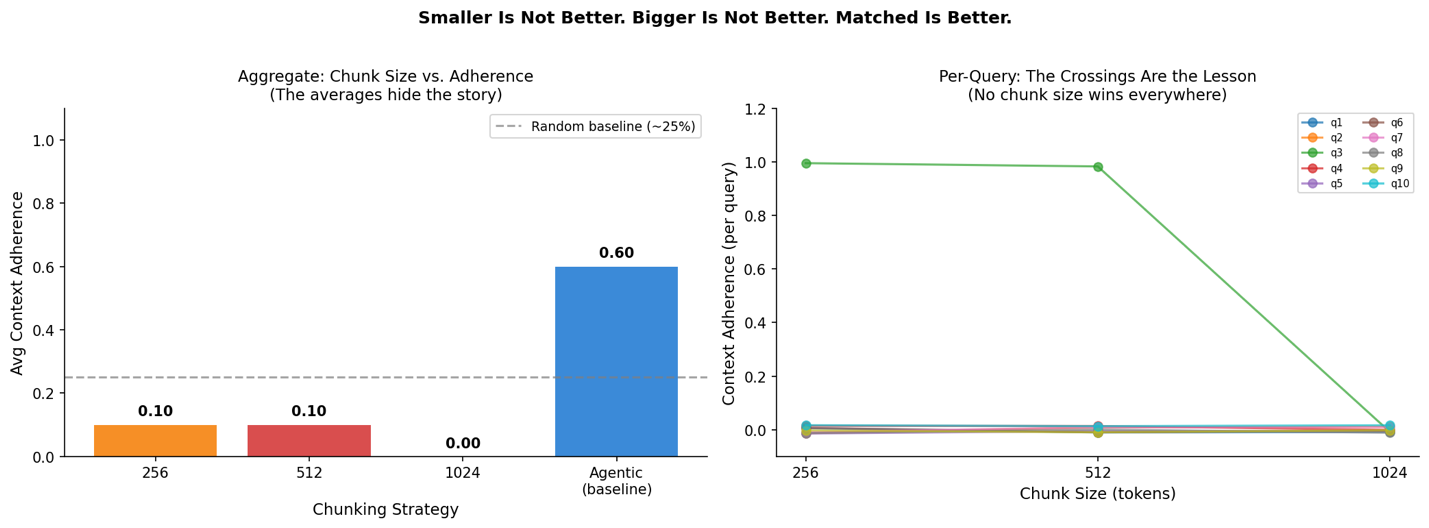 Smaller Is Not Better. Bigger Is Not Better. Matched Is Better.
Aggregate: Chunk Size vs. Adherence
(The averages hide the story)
Avg Context Adherence
1.0
0.8
0.6
0.4
0.2
0.0
Random baseline (~25%)
0.10
0.10
0.00
0.60
256
512
1024
Agentic
(baseline)
Chunking Strategy
Per-Query: The Crossings Are the Lesson
(No chunk size wins everywhere)
Context Adherence (per query)
1.2
1.0
0.8
0.6
0.4
0.2
0.0
q1
q2
q3
q4
q5
q6
q7
q8
q9
q10
256
512
1024
Chunk Size (tokens)